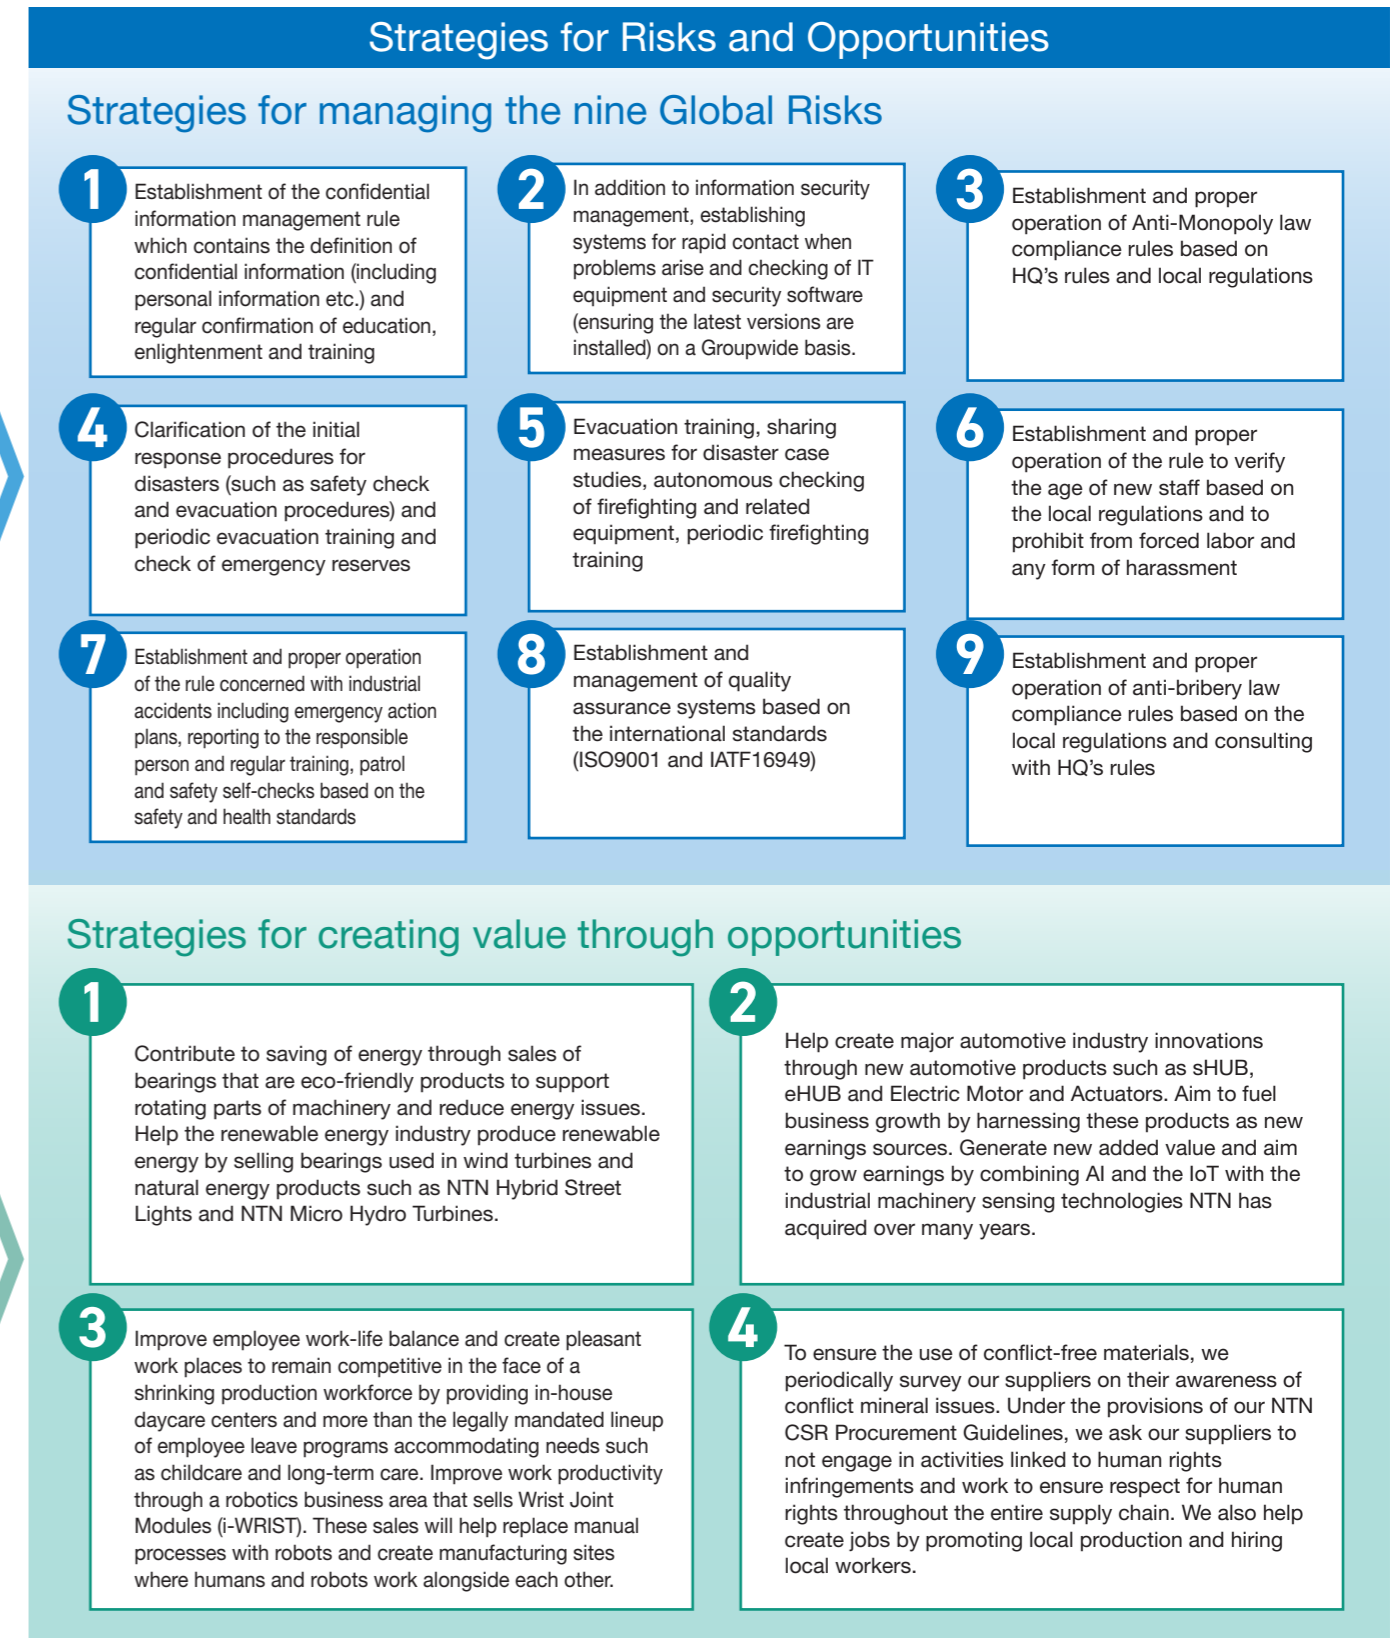 Strategies for Risks and Opportunities
Strategies for managing the nine Global Risks
1
Establishment of the confidential
information management rule
which contains the definition of
confidential information (including
personal information etc.) and
regular confirmation of education,
enlightenment and training
2
In addition to information security
management, establishing
systems for rapid contact when
problems arise and checking of IT
equipment and security software
(ensuring the latest versions are
installed) on a Groupwide basis.
3
Establishment and proper
operation of Anti-Monopoly law
compliance rules based on
HQ's rules and local regulations
4
Clarification of the initial
response procedures for
disasters (such as safety check
and evacuation procedures) and
periodic evacuation training and
check of emergency reserves
5
Evacuation training, sharing
measures for disaster case
studies, autonomous checking
of firefighting and related
equipment, periodic firefighting
training
6
Establishment and proper
operation of the rule to verify
the age of new staff based on
the local regulations and to
prohibit from forced labor and
any form of harassment
7
Establishment and proper operation
of the rule concerned with industrial
accidents including emergency action
plans, reporting to the responsible
person and regular training, patrol
and safety self-checks based on the
safety and health standards
8
Establishment and
management of quality
assurance systems based on
the international standards
(ISO9001 and IATF16949)
9
Establishment and proper
operation of anti-bribery law
compliance rules based on the
local regulations and consulting
with HQ's rules
Strategies for creating value through opportunities
1
Contribute to saving of energy through sales of
bearings that are eco-friendly products to support
rotating parts of machinery and reduce energy issues.
Help the renewable energy industry produce renewable
energy by selling bearings used in wind turbines and
natural energy products such as NTN Hybrid Street
Lights and NTN Micro Hydro Turbines.
2
Help create major automotive industry innovations
through new automotive products such as sHUB,
eHUB and Electric Motor and Actuators. Aim to fuel
business growth by harnessing these products as new
earnings sources. Generate new added value and aim
to grow earnings by combining AI and the IoT with the
industrial machinery sensing technologies NTN has
acquired over many years.
3
Improve employee work-life balance and create pleasant
work places to remain competitive in the face of a
shrinking production workforce by providing in-house
daycare centers and more than the legally mandated lineup
of employee leave programs accommodating needs such
as childcare and long-term care. Improve work productivity
through a robotics business area that sells Wrist Joint
Modules (i-WRIST). These sales will help replace manual
processes with robots and create manufacturing sites
where humans and robots work alongside each other.
4
To ensure the use of conflict-free materials, we
periodically survey our suppliers on their awareness of
conflict mineral issues. Under the provisions of our NTN
CSR Procurement Guidelines, we ask our suppliers to
not engage in activities linked to human rights
infringements and work to ensure respect for human
rights throughout the entire supply chain. We also help
create jobs by promoting local production and hiring
local workers.